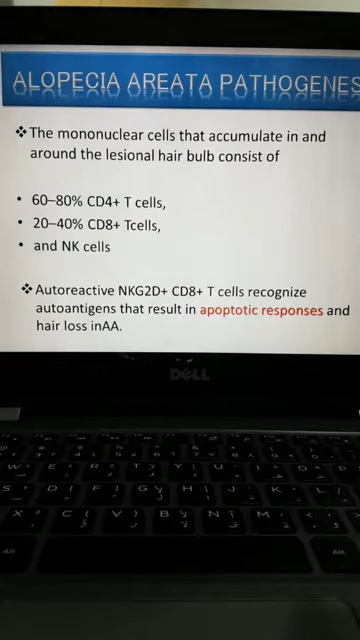 ALOPECIA AREATA PATHOGENES
❖The mononuclear cells that accumulate in and
around the lesional hair bulb consist of
• 60–80% CD4+ T cells,
• 20–40% CD8+ Tcells,
• and NK cells
❖Autoreactive NKG2D+ CD8+ T cells recognize
autoantigens that result in apoptotic responses and
hair loss inAA.
DELL
W E R T Y U I O P
S D F G H J K L
X C V B N M
Alt Alt